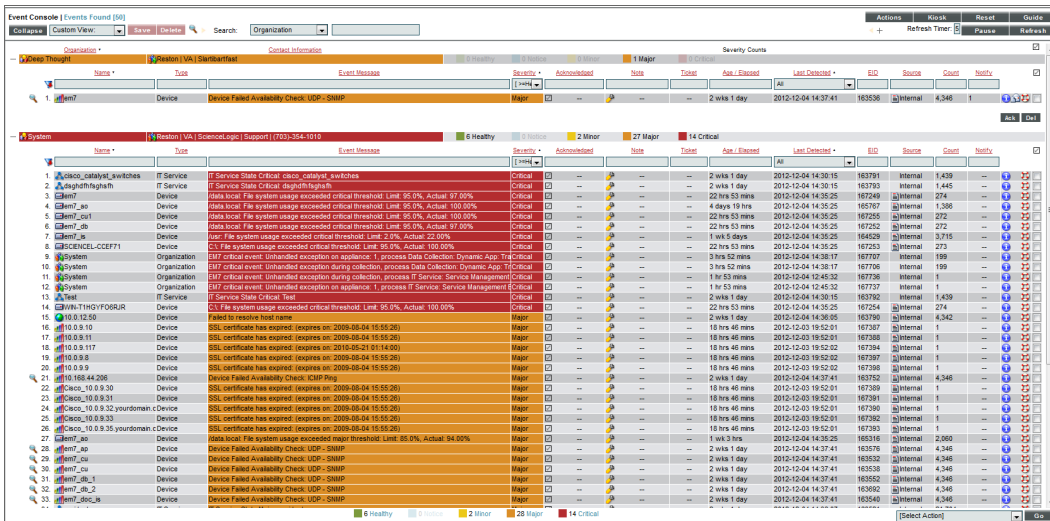 Event Console | Events Found [50] Actions Kiosk Reset Guide
Collapse Custom View: Save Delete Search: Organization Refresh Timer: 5 Pause Refresh
Organization • Contact Information Severity Counts
Deep Thought Reston | VA | Slartibartfast 0 Healthy 0 Notice 0 Minor 1 Major 0 Critical
Name • Type Event Message Severity • Acknowledged Note Ticket Age / Elapsed Last Detected • EID Source Count Notify
All
1. em7 Device Device Failed Availability Check: UDP - SNMP Major -- -- 2 wks 1 day 2012-12-04 14:37:41 163536 Internal 4,346 1
Ack Del
System Reston | VA | ScienceLogic | Support | (703)-354-1010 6 Healthy 0 Notice 2 Minor 27 Major 14 Critical
Name • Type Event Message Severity • Acknowledged Note Ticket Age / Elapsed Last Detected • EID Source Count Notify
All
1. cisco_catalyst_switches IT Service IT Service State Critical: cisco_catalyst_switches Critical -- -- 2 wks 1 day 2012-12-04 14:30:15 163791 Internal 1,439 --
2. dsghdfhfsghsfh IT Service IT Service State Critical: dsghdfhfsghsfh Critical -- -- 2 wks 1 day 2012-12-04 14:30:15 163793 Internal 1,445 --
3. em7 Device /data.local: File system usage exceeded critical threshold: Limit: 95.0%, Actual: 97.00% Critical -- -- 22 hrs 53 mins 2012-12-04 14:35:25 167249 Internal 274 --
4. em7_ao Device /data.local: File system usage exceeded critical threshold: Limit: 95.0%, Actual: 100.00% Critical -- -- 4 days 19 hrs 2012-12-04 14:35:25 165767 Internal 1,386 --
5. em7_cu1 Device /data.local: File system usage exceeded critical threshold: Limit: 95.0%, Actual: 97.00% Critical -- -- 22 hrs 53 mins 2012-12-04 14:35:25 167255 Internal 272 --
6. em7_db Device /data.local: File system usage exceeded critical threshold: Limit: 95.0%, Actual: 97.00% Critical -- -- 22 hrs 53 mins 2012-12-04 14:35:25 167252 Internal 272 --
7. em7_is Device /usr: File system usage exceeded critical threshold: Limit: 2.0%, Actual: 22.00% Critical -- -- 1 wk 5 days 2012-12-04 14:35:25 164529 Internal 3,715 --
8. SCIENCEL-CCEF71 Device C:\: File system usage exceeded critical threshold: Limit: 95.0%, Actual: 100.00% Critical -- -- 22 hrs 53 mins 2012-12-04 14:35:25 167253 Internal 273 --
9. System Organization EM7 critical event: Unhandled exception on appliance: 1, process Data Collection: Dynamic App: Tra Critical -- -- 3 hrs 52 mins 2012-12-04 14:38:17 167707 Internal 199 --
10. System Organization EM7 critical event: Unhandled exception during collection, process Data Collection: Dynamic App: Tr Critical -- -- 3 hrs 52 mins 2012-12-04 14:38:17 167706 Internal 199 --
11. System Organization EM7 critical event: Unhandled exception during collection, process IT Service: Service Management Critical -- -- 1 hr 53 mins 2012-12-04 12:45:32 167736 Internal 1 --
12. System Organization EM7 critical event: Unhandled exception on appliance: 1, process IT Service: Service Management E Critical -- -- 1 hr 53 mins 2012-12-04 12:45:32 167737 Internal 1 --
13. Test IT Service IT Service State Critical: Test Critical -- -- 2 wks 1 day 2012-12-04 14:30:15 163792 Internal 1,439 --
14. WIN-T1HGYFO6RJR Device C:\: File system usage exceeded critical threshold: Limit: 95.0%, Actual: 100.00% Critical -- -- 22 hrs 53 mins 2012-12-04 14:35:25 167254 Internal 274 --
15. 10.0.12.50 Device Failed to resolve host name Major -- -- 2 wks 1 day 2012-12-04 14:36:05 163790 Internal 4,342 --
16. 10.0.9.10 Device SSL certificate has expired: (expires on: 2009-08-04 15:55:26) Major -- -- 18 hrs 46 mins 2012-12-03 19:52:01 167387 Internal 1 --
17. 10.0.9.11 Device SSL certificate has expired: (expires on: 2009-08-04 15:55:26) Major -- -- 18 hrs 46 mins 2012-12-03 19:52:01 167388 Internal 1 --
18. 10.0.9.117 Device SSL certificate has expired: (expires on: 2010-05-21 01:14:00) Major -- -- 18 hrs 46 mins 2012-12-03 19:52:02 167394 Internal 1 --
19. 10.0.9.8 Device SSL certificate has expired: (expires on: 2009-08-04 15:55:26) Major -- -- 18 hrs 46 mins 2012-12-03 19:52:02 167397 Internal 1 --
20. 10.0.9.9 Device SSL certificate has expired: (expires on: 2009-08-04 15:55:26) Major -- -- 18 hrs 46 mins 2012-12-03 19:52:02 167398 Internal 1 --
21. 10.168.44.206 Device Device Failed Availability Check: ICMP Ping Major -- -- 2 wks 1 day 2012-12-04 14:37:41 163752 Internal 4,346 --
22. Cisco_10.0.9.30 Device SSL certificate has expired: (expires on: 2009-08-04 15:55:26) Major -- -- 18 hrs 46 mins 2012-12-03 19:52:01 167389 Internal 1 --
23. Cisco_10.0.9.31 Device SSL certificate has expired: (expires on: 2009-08-04 15:55:26) Major -- -- 18 hrs 46 mins 2012-12-03 19:52:01 167391 Internal 1 --
24. Cisco_10.0.9.32.yourdomain.c Device SSL certificate has expired: (expires on: 2009-08-04 15:55:26) Major -- -- 18 hrs 46 mins 2012-12-03 19:52:01 167390 Internal 1 --
25. Cisco_10.0.9.33 Device SSL certificate has expired: (expires on: 2009-08-04 15:55:26) Major -- -- 18 hrs 46 mins 2012-12-03 19:52:01 167392 Internal 1 --
26. Cisco_10.0.9.35.yourdomain.c Device SSL certificate has expired: (expires on: 2009-08-04 15:55:26) Major -- -- 18 hrs 46 mins 2012-12-03 19:52:01 167393 Internal 1 --
27. em7_ao Device /data.local: File system usage exceeded major threshold: Limit: 85.0%, Actual: 94.00% Major -- -- 1 wk 3 hrs 2012-12-04 14:35:25 165316 Internal 2,060 --
28. em7_ap Device Device Failed Availability Check: UDP - SNMP Major -- -- 2 wks 1 day 2012-12-04 14:37:41 163576 Internal 4,346 --
29. em7_cu Device Device Failed Availability Check: UDP - SNMP Major -- -- 2 wks 1 day 2012-12-04 14:37:41 163532 Internal 4,346 --
30. em7_cu Device Device Failed Availability Check: UDP - SNMP Major -- -- 2 wks 1 day 2012-12-04 14:37:41 163538 Internal 4,346 --
31. em7_db_1 Device Device Failed Availability Check: UDP - SNMP Major -- -- 2 wks 1 day 2012-12-04 14:37:41 163552 Internal 4,346 --
32. em7_db_2 Device Device Failed Availability Check: UDP - SNMP Major -- -- 2 wks 1 day 2012-12-04 14:37:41 163692 Internal 4,346 --
33. em7_doc_is Device Device Failed Availability Check: UDP - SNMP Major -- -- 2 wks 1 day 2012-12-04 14:37:41 163540 Internal 4,346 --
6 Healthy 0 Notice 2 Minor 28 Major 14 Critical [Select Action] Go